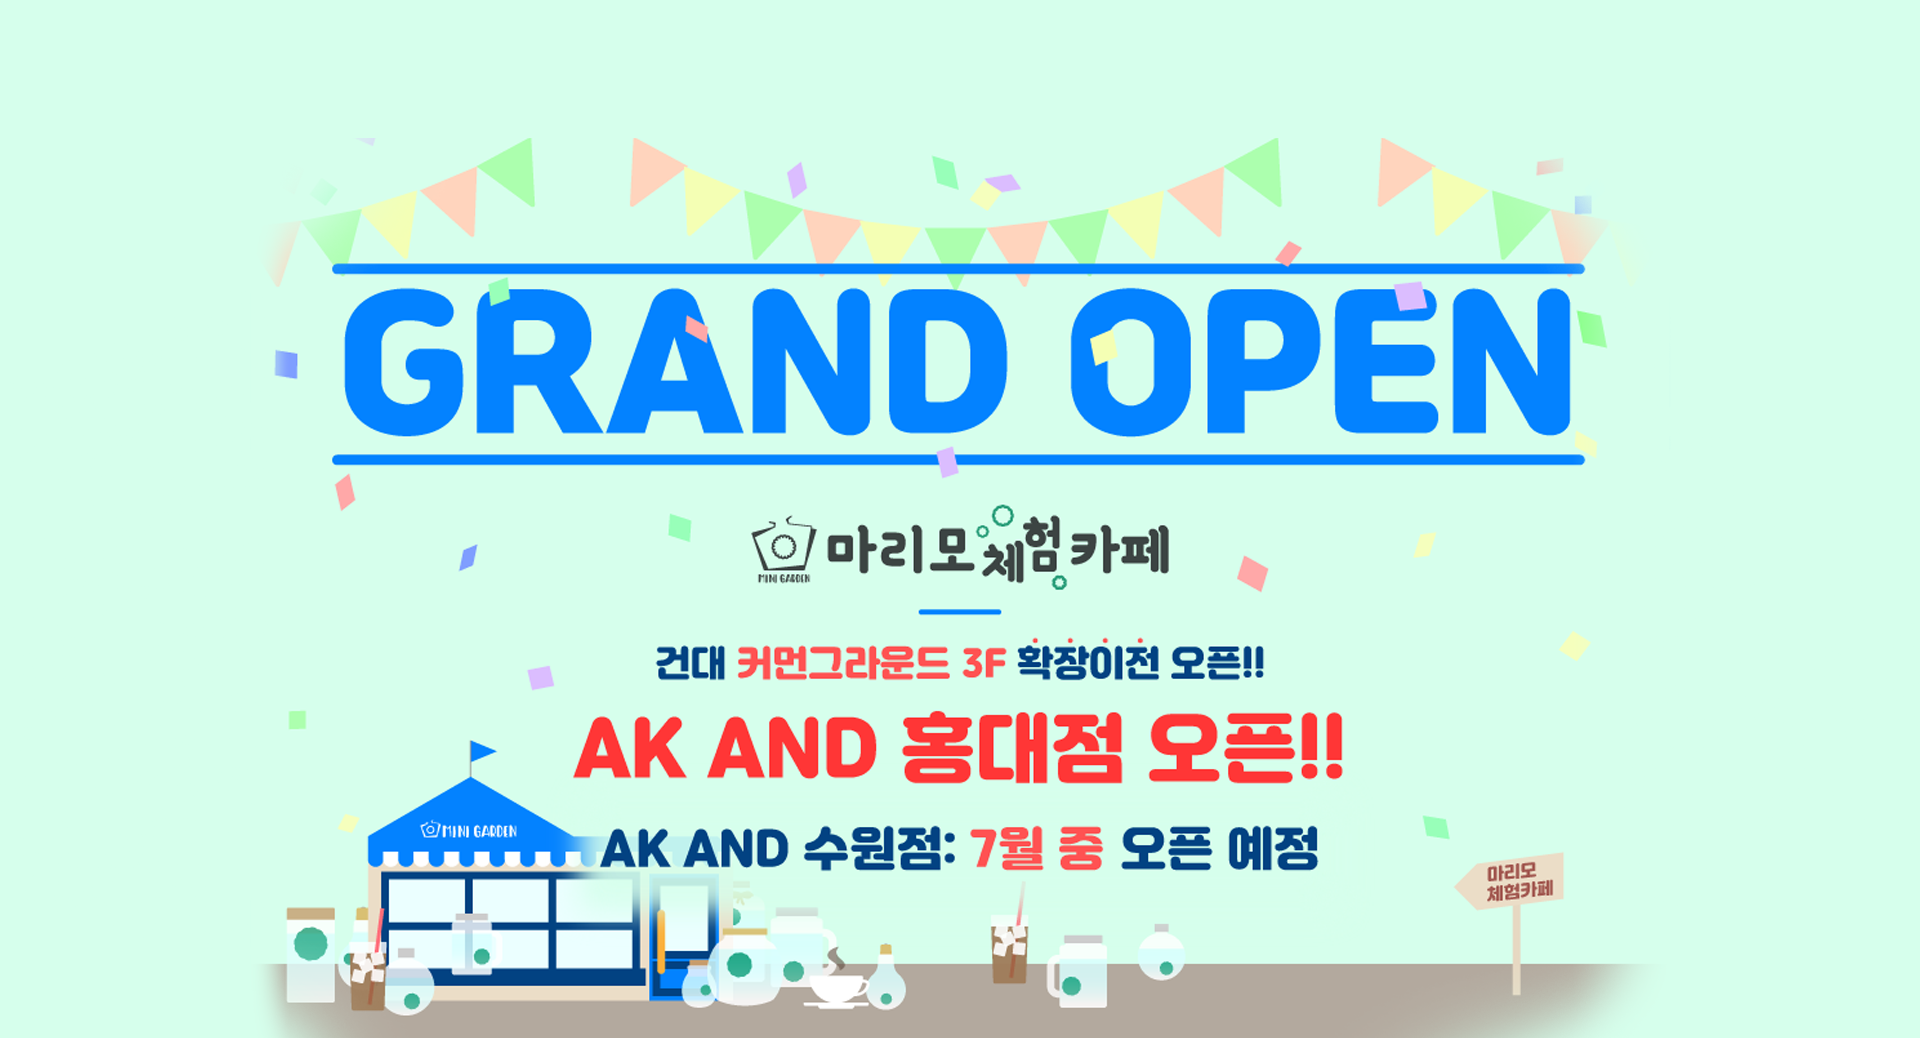 GRAND OPEN
MINI GARDEN
마리모체험카페
건대 커먼그라운드 3F 확장이전 오픈!!
AK AND 홍대점 오픈!!
AK AND 수원점: 7월 중 오픈 예정
MINI GARDEN
마리모
체험카페